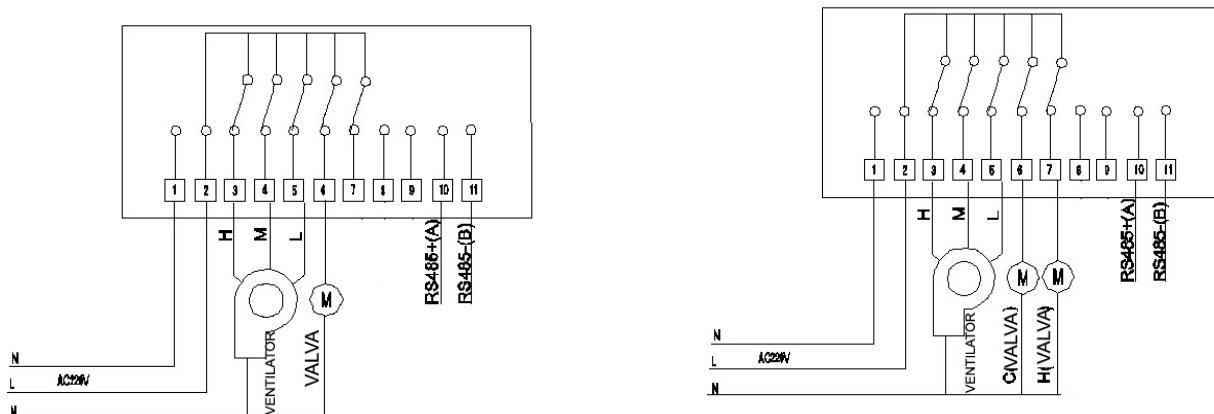 1 2 3 4 5 6 7 8 9 10 11
H M L
RS485+(A)
RS485-(B)
M
VENTILATOR
VALVA
N
L AC220V
N
1 2 3 4 5 6 7 8 9 10 11
H M L
RS485+(A)
RS485-(B)
M M
VENTILATOR
C(VALVA)
H(VALVA)
N
L AC220V
N